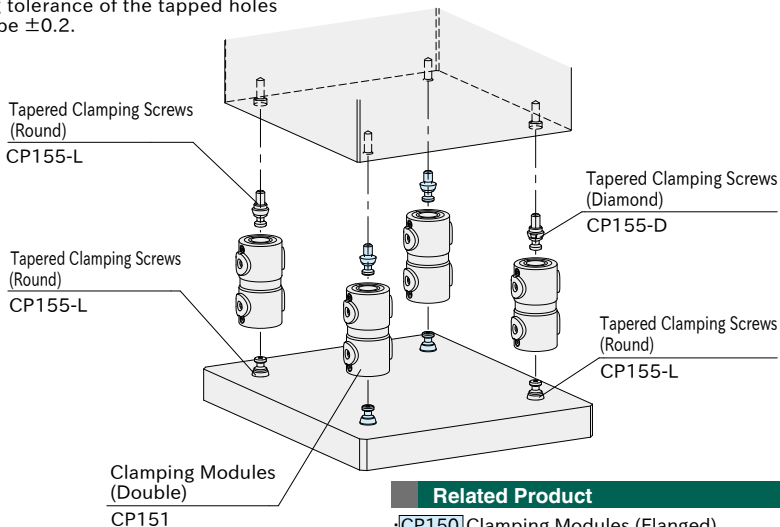 tolerance of the tapped holes
be ±0.2.
Tapered Clamping Screws
(Round)
CP155-L
Tapered Clamping Screws
(Diamond)
CP155-D
Tapered Clamping Screws
(Round)
CP155-L
Tapered Clamping Screws
(Round)
CP155-L
Clamping Modules
(Double)
CP151
Related Product
·CP150 Clamping Modules (Flanged)